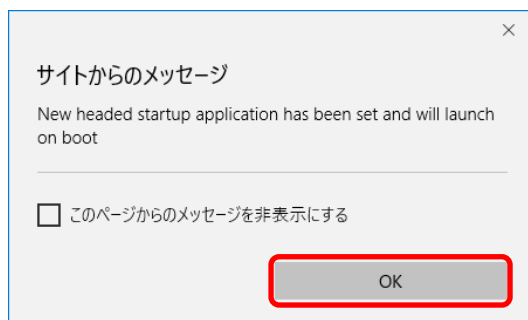 サイトからのメッセージ
New headed startup application has been set and will launch
on boot
このページからのメッセージを非表示にする
OK